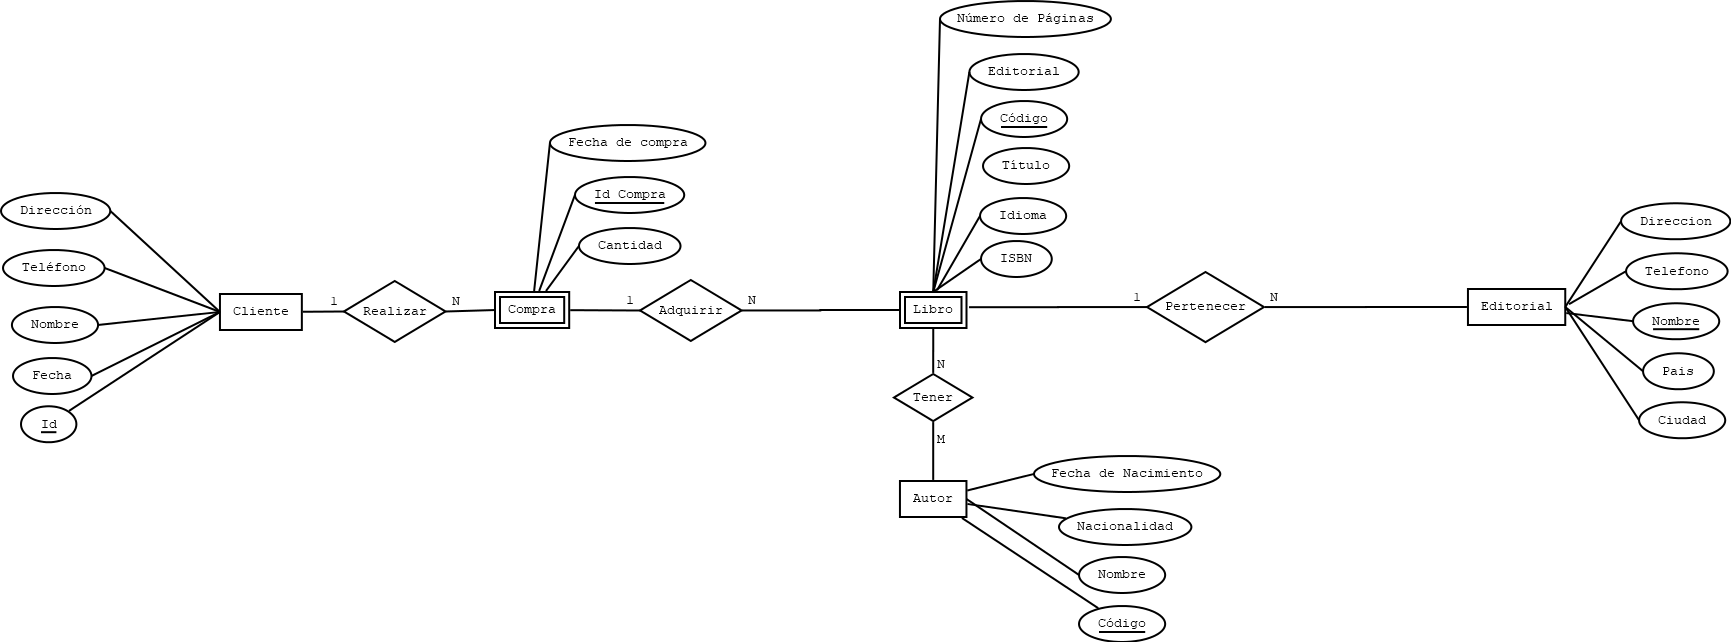 Número de Páginas
Editorial
Código
Fecha de compra
Título
Id Compra
Dirección
Idioma
Direccion
Cantidad
ISBN
Teléfono
Telefono
1
N
1
N
1
N
Cliente
Realizar
Compra
Adquirir
Libro
Pertenecer
Editorial
Nombre
Nombre
N
Fecha
Pais
Tener
Id
Ciudad
M
Fecha de Nacimiento
Autor
Nacionalidad
Nombre
Código